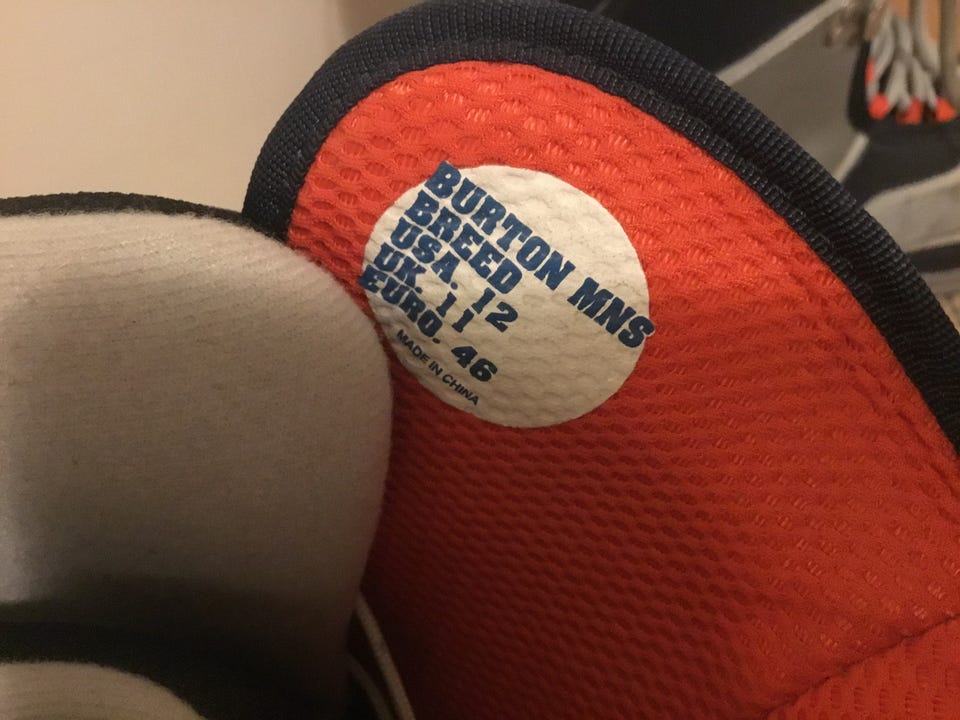 BURTON MNS
BREED
USA. 12
UK. 11
EURO. 46
MADE IN CHINA